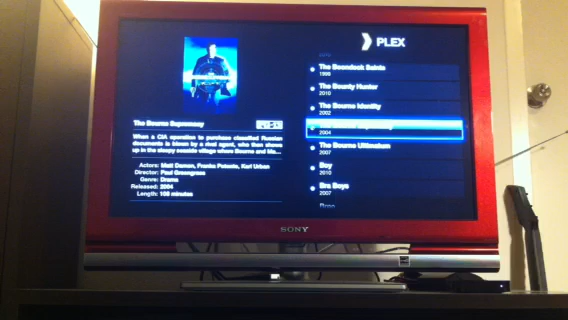 PLEX
The Boondock Saints
1999
The Bounty Hunter
2010
The Bourne Identity
2002
2004
The Bourne Ultimatum
2007
Boy
2010
Bra Boys
2007
The Bourne Supremacy
When a CIA operation to purchase classified Russian
documents is blown by a rival agent, who then shows
up in the sleepy seaside village where Bourne and Ma...
Actors: Matt Damon, Franka Potente, Karl Urban
Director: Paul Greengrass
Genre: Drama
Released: 2004
Length: 108 minutes
SONY